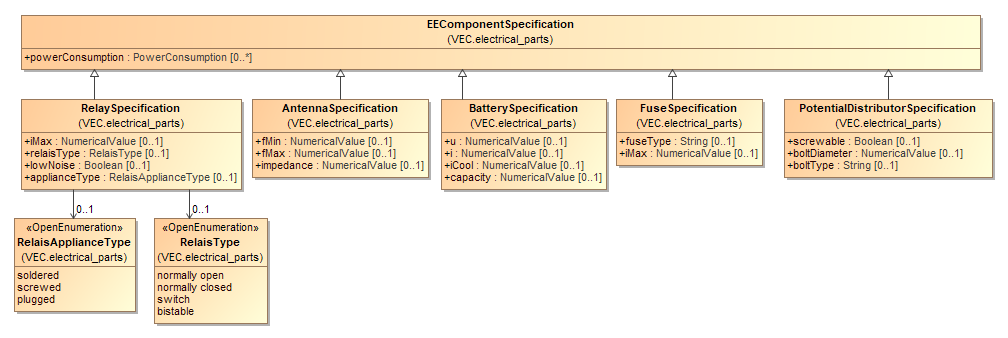 EEComponentSpecification
(VEC.electrical_parts)
+powerConsumption : PowerConsumption [0..*]
RelaySpecification
(VEC.electrical_parts)
+iMax : NumericalValue [0..1]
+relaisType : RelaisType [0..1]
+lowNoise : Boolean [0..1]
+applianceType : RelaisApplianceType [0..1]
AntennaSpecification
(VEC.electrical_parts)
+fMin : NumericalValue [0..1]
+fMax : NumericalValue [0..1]
+impedance : NumericalValue [0..1]
BatterySpecification
(VEC.electrical_parts)
+u : NumericalValue [0..1]
+i : NumericalValue [0..1]
+iCool : NumericalValue [0..1]
+capacity : NumericalValue [0..1]
FuseSpecification
(VEC.electrical_parts)
+fuseType : String [0..1]
+iMax : NumericalValue [0..1]
PotentialDistributorSpecification
(VEC.electrical_parts)
+screwable : Boolean [0..1]
+boltDiameter : NumericalValue [0..1]
+boltType : String [0..1]
0..1
0..1
«OpenEnumeration»
RelaisApplianceType
(VEC.electrical_parts)
soldered
screwed
plugged
«OpenEnumeration»
RelaisType
(VEC.electrical_parts)
normally open
normally closed
switch
bistable